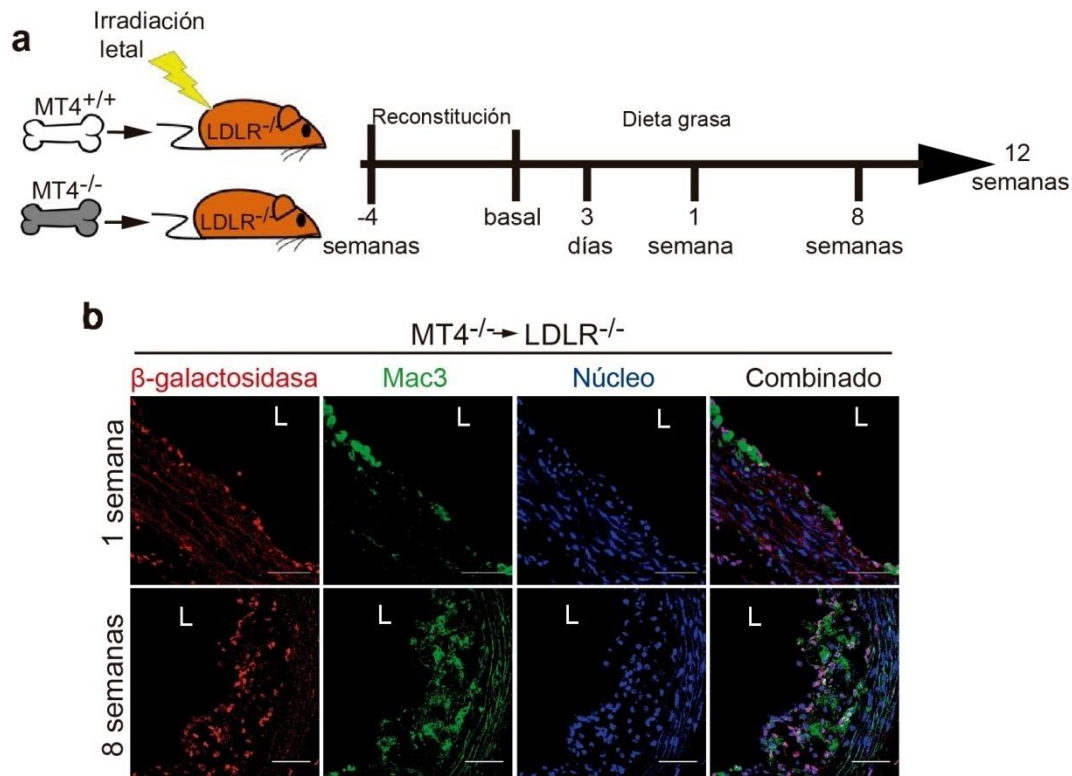 a
Irradiación
letal
MT4+/+
LDLR-/-
MT4-/-
LDLR-/-
Reconstitución
Dieta grasa
-4
semanas
basal
3
días
1
semana
8
semanas
12
semanas
b
MT4-/-→ LDLR-/-
β-galactosidasa Mac3 Núcleo Combinado
1 semana
L L L L
8 semanas
L L L L